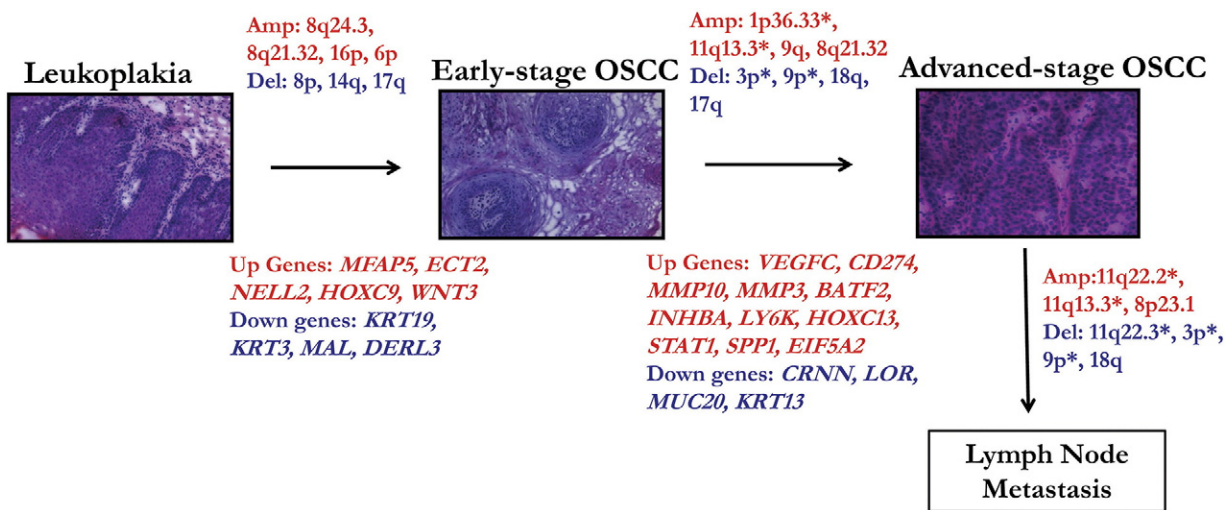 Leukoplakia
Amp: 8q24.3,
8q21.32, 16p, 6p
Del: 8p, 14q, 17q
Early-stage OSCC
Amp: 1p36.33*,
11q13.3*, 9q, 8q21.32
Del: 3p*, 9p*, 18q,
17q
Advanced-stage OSCC
Up Genes: MFAP5, ECT2,
NELL2, HOXC9, WNT3
Down genes: KRT19,
KRT3, MAL, DERL3
Up Genes: VEGFC, CD274,
MMP10, MMP3, BATF2,
INHBA, LY6K, HOXC13,
STAT1, SPP1, EIF5A2
Down genes: CRNN, LOR,
MUC20, KRT13
Amp:11q22.2*,
11q13.3*, 8p23.1
Del: 11q22.3*, 3p*,
9p*, 18q
Lymph Node
Metastasis